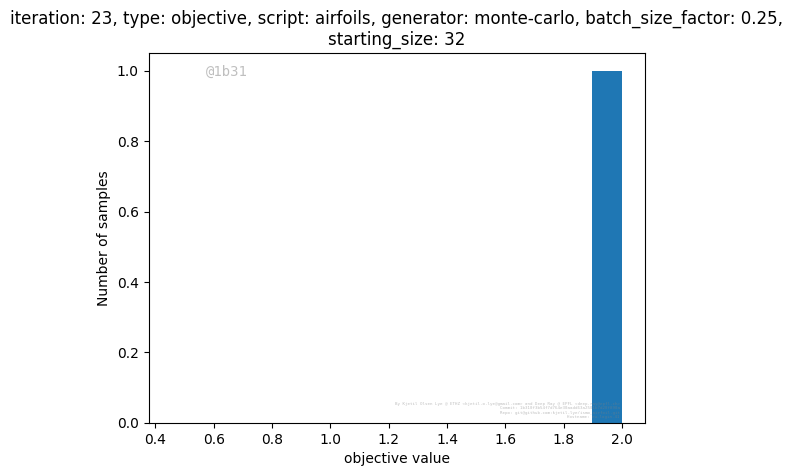 iteration: 23, type: objective, script: airfoils, generator: monte-carlo, batch_size_factor: 0.25,
starting_size: 32
@1b31
1.0
0.8
0.6
0.4
0.2
0.0
Number of samples
0.4 0.6 0.8 1.0 1.2 1.4 1.6 1.8 2.0
objective value